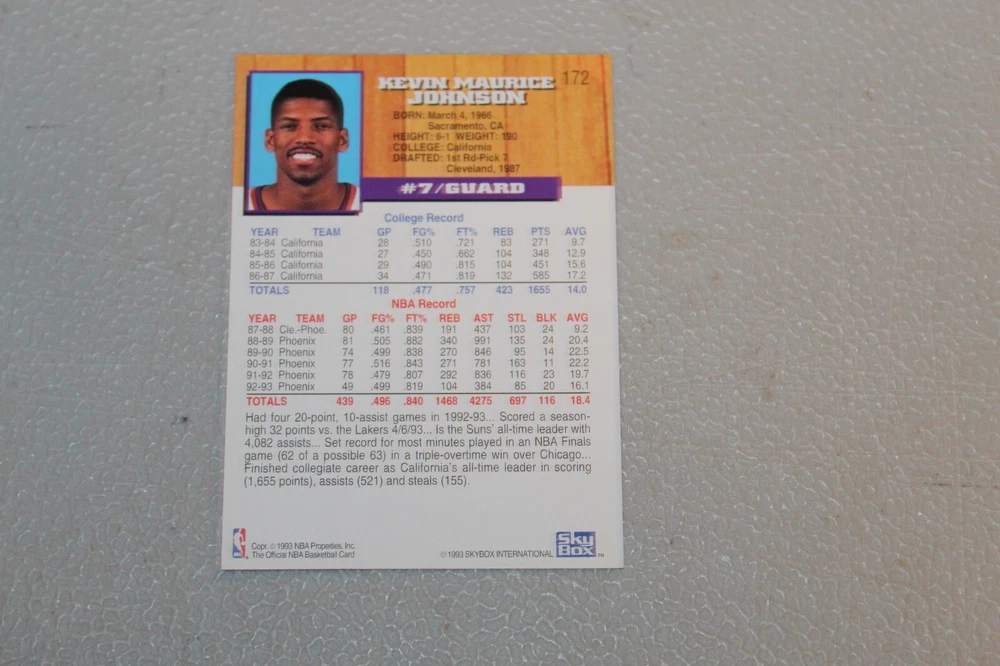 KEVIN MAURICE 172
JOHNSON
BORN: March 4, 1966
Sacramento, CA
HEIGHT: 6-1 WEIGHT: 190
COLLEGE: California
DRAFTED: 1st Rd-Pick 7
Cleveland, 1987
#7/GUARD
College Record
YEAR TEAM GP FG% FT% REB PTS AVG
83-84 California 28 .510 .721 83 271 9.7
84-85 California 27 .450 .662 104 348 12.9
85-86 California 29 .490 .815 104 451 15.6
86-87 California 34 .471 .819 132 585 17.2
TOTALS 118 .477 .757 423 1655 14.0
NBA Record
YEAR TEAM GP FG% FT% REB AST STL BLK AVG
87-88 Cle.-Phoe. 80 .461 .839 191 437 103 24 9.2
88-89 Phoenix 81 .505 .882 340 991 135 24 20.4
89-90 Phoenix 74 .499 .838 270 846 95 14 22.5
90-91 Phoenix 77 .516 .843 271 781 163 11 22.2
91-92 Phoenix 78 .479 .807 292 836 116 23 19.7
92-93 Phoenix 49 .499 .819 104 384 85 20 16.1
TOTALS 439 .496 .840 1468 4275 697 116 18.4
Had four 20-point, 10-assist games in 1992-93... Scored a season-
high 32 points vs. the Lakers 4/6/93... Is the Suns' all-time leader with
4,082 assists... Set record for most minutes played in an NBA Finals
game (62 of a possible 63) in a triple-overtime win over Chicago...
Finished collegiate career as California's all-time leader in scoring
(1,655 points), assists (521) and steals (155).
Copr. © 1993 NBA Properties, Inc.
The Official NBA Basketball Card
© 1993 SKYBOX INTERNATIONAL
Sky
Box TM